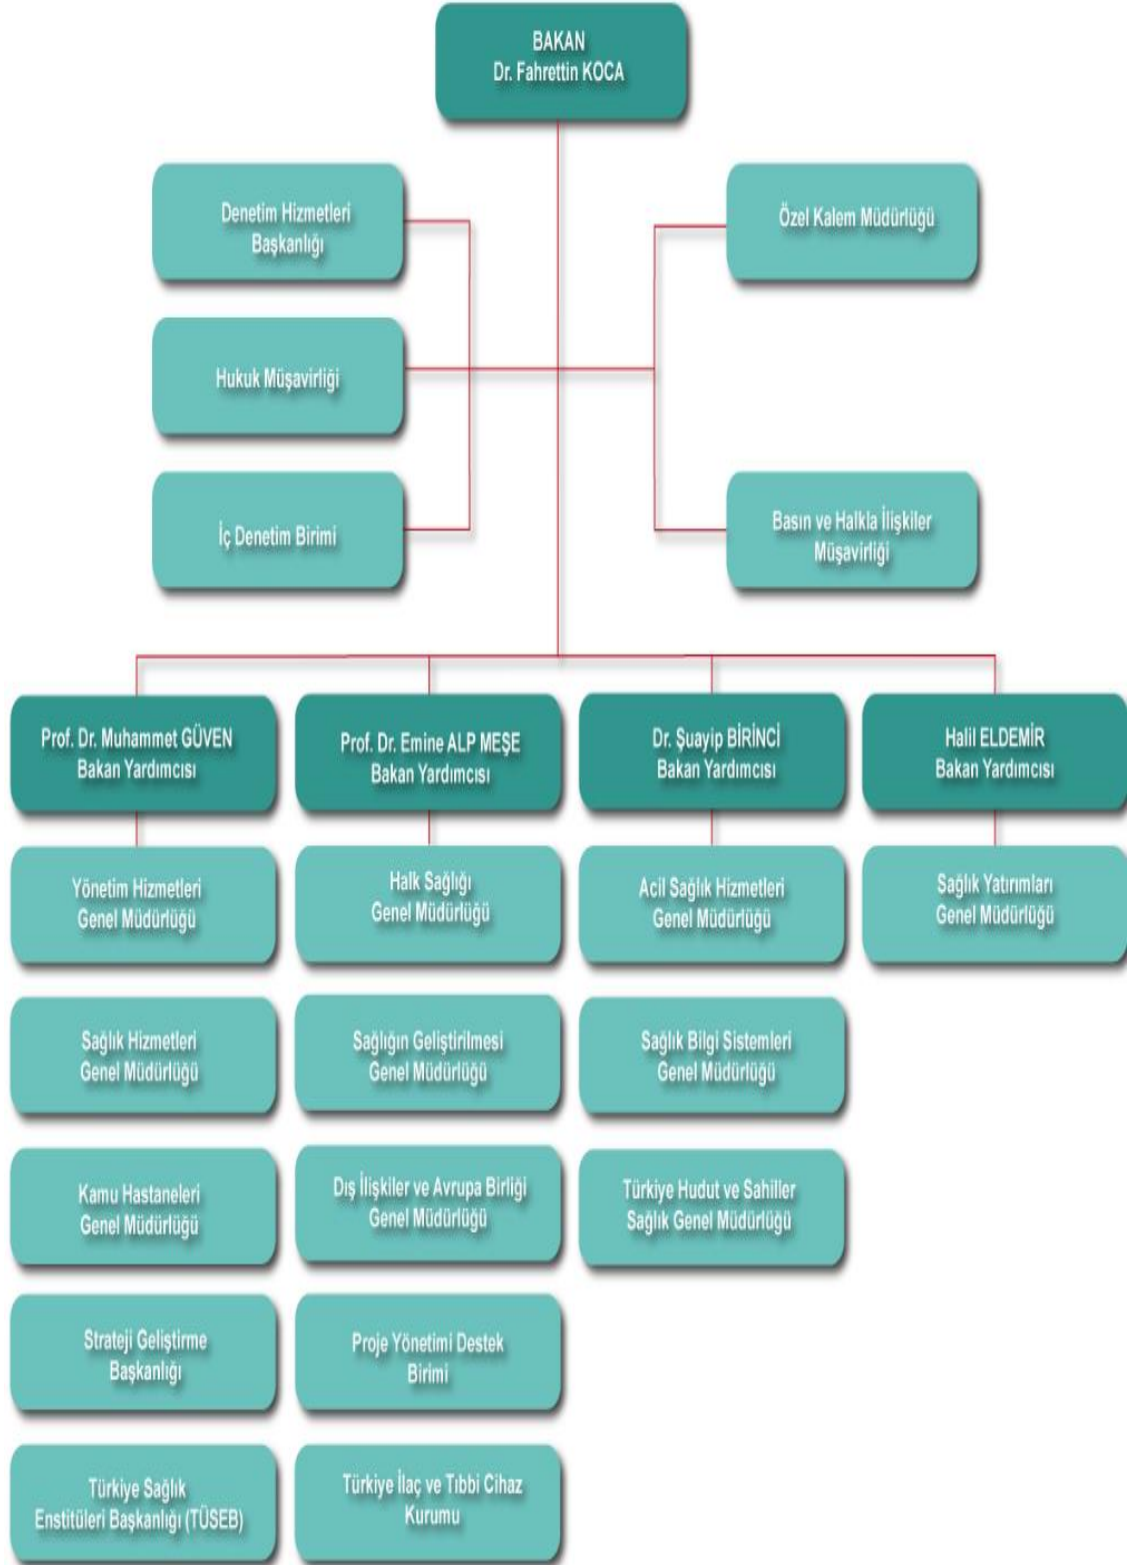 BAKAN
Dr. Fahrettin KOCA
Denetim Hizmetleri
Başkanlığı
Özel Kalem Müdürlüğü
Hukuk Müşavirliği
İç Denetim Birimi
Basın ve Halkla İlişkiler
Müşavirliği
Prof. Dr. Muhammet GÜVEN
Bakan Yardımcısı
Prof. Dr. Emine ALP MEŞE
Bakan Yardımcısı
Dr. Şuayip BİRİNCİ
Bakan Yardımcısı
Halil ELDEMİR
Bakan Yardımcısı
Yönetim Hizmetleri
Genel Müdürlüğü
Halk Sağlığı
Genel Müdürlüğü
Acil Sağlık Hizmetleri
Genel Müdürlüğü
Sağlık Yatırımları
Genel Müdürlüğü
Sağlık Hizmetleri
Genel Müdürlüğü
Sağlığın Geliştirilmesi
Genel Müdürlüğü
Sağlık Bilgi Sistemleri
Genel Müdürlüğü
Kamu Hastaneleri
Genel Müdürlüğü
Dış İlişkiler ve Avrupa Birliği
Genel Müdürlüğü
Türkiye Hudut ve Sahiller
Sağlık Genel Müdürlüğü
Strateji Geliştirme
Başkanlığı
Proje Yönetimi Destek
Birimi
Türkiye Sağlık
Enstitüleri Başkanlığı (TÜSEB)
Türkiye İlaç ve Tıbbi Cihaz
Kurumu